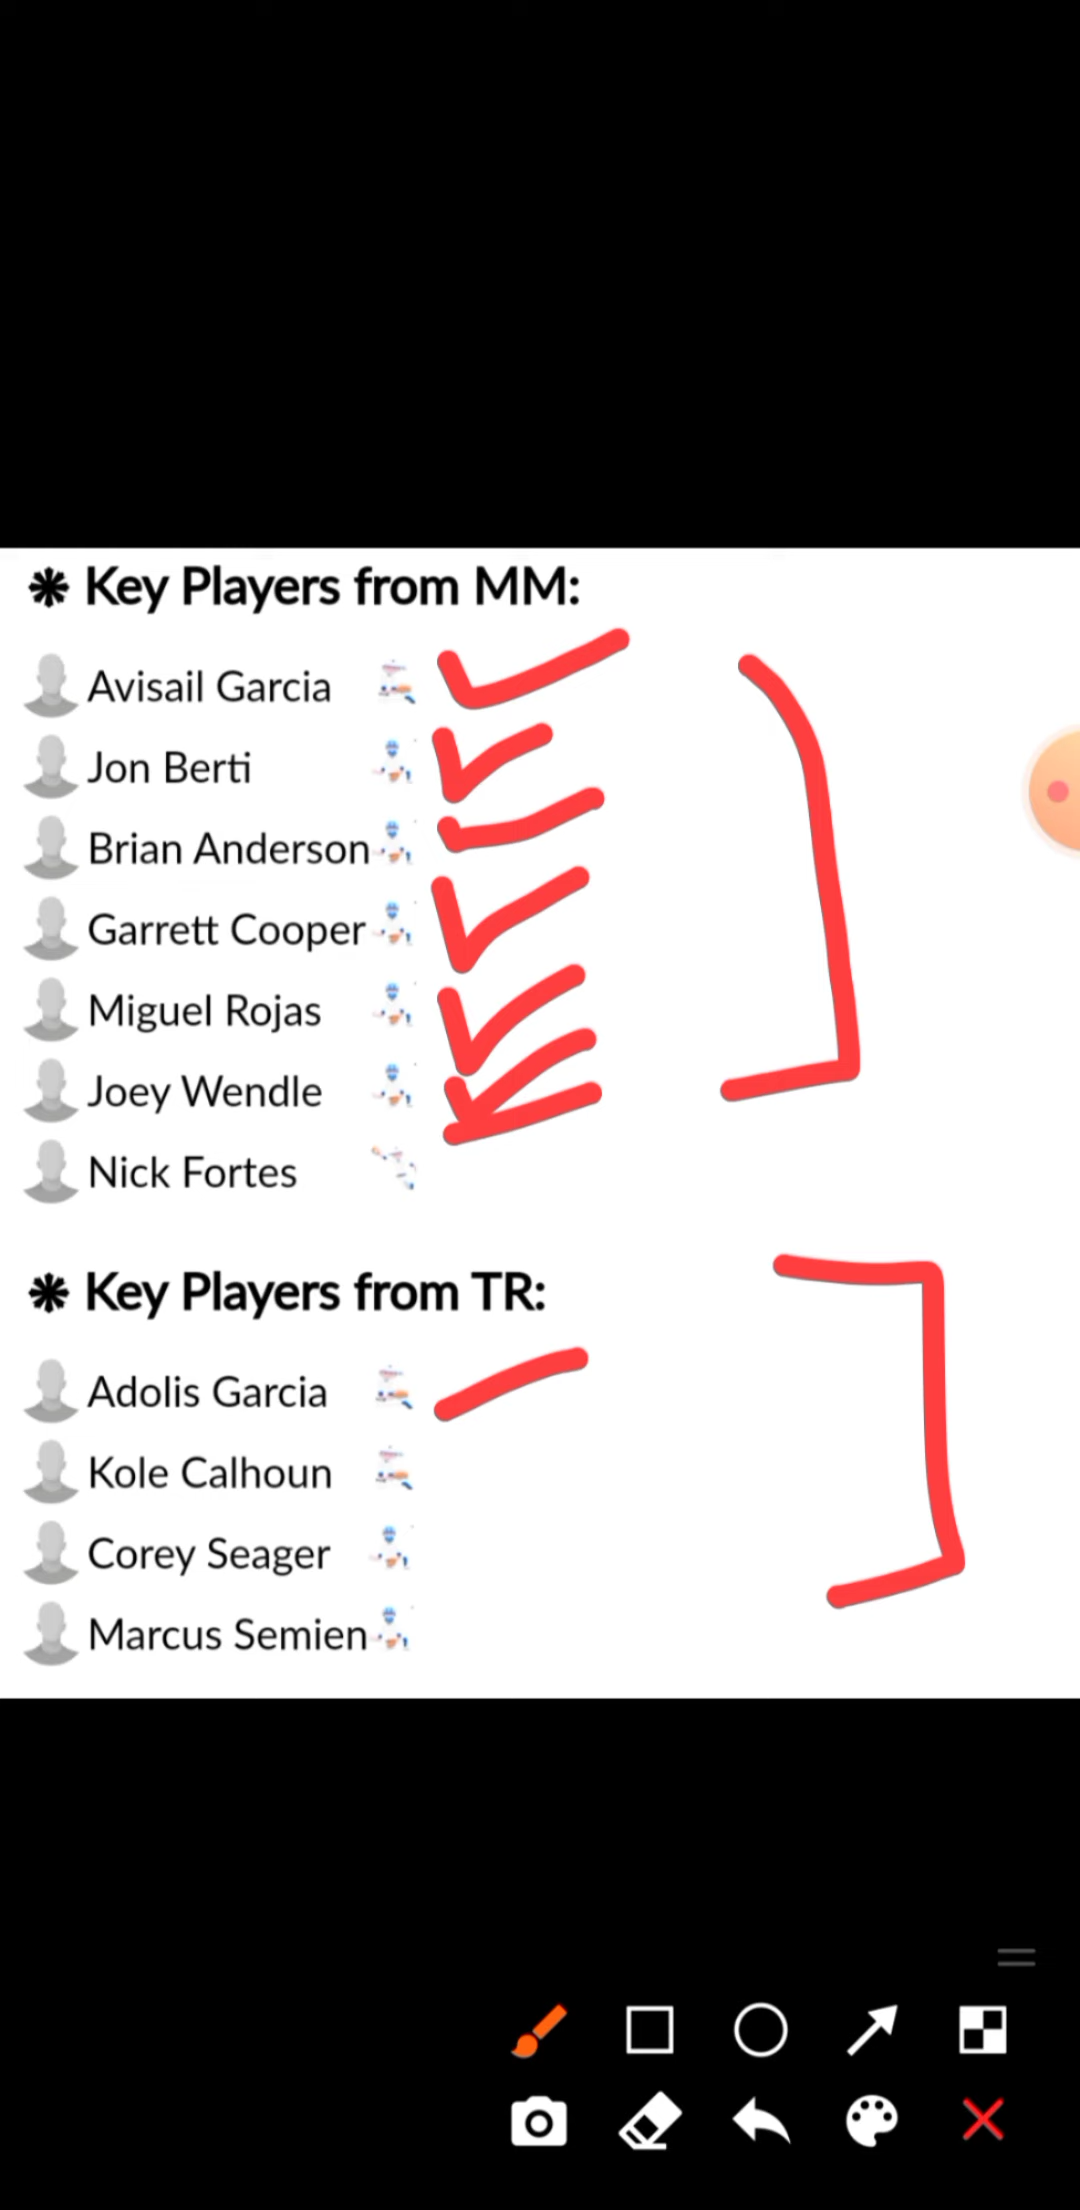 ✱ Key Players from MM:
Avisail Garcia
Jon Berti
Brian Anderson
Garrett Cooper
Miguel Rojas
Joey Wendle
Nick Fortes
✱ Key Players from TR:
Adolis Garcia
Kole Calhoun
Corey Seager
Marcus Semien